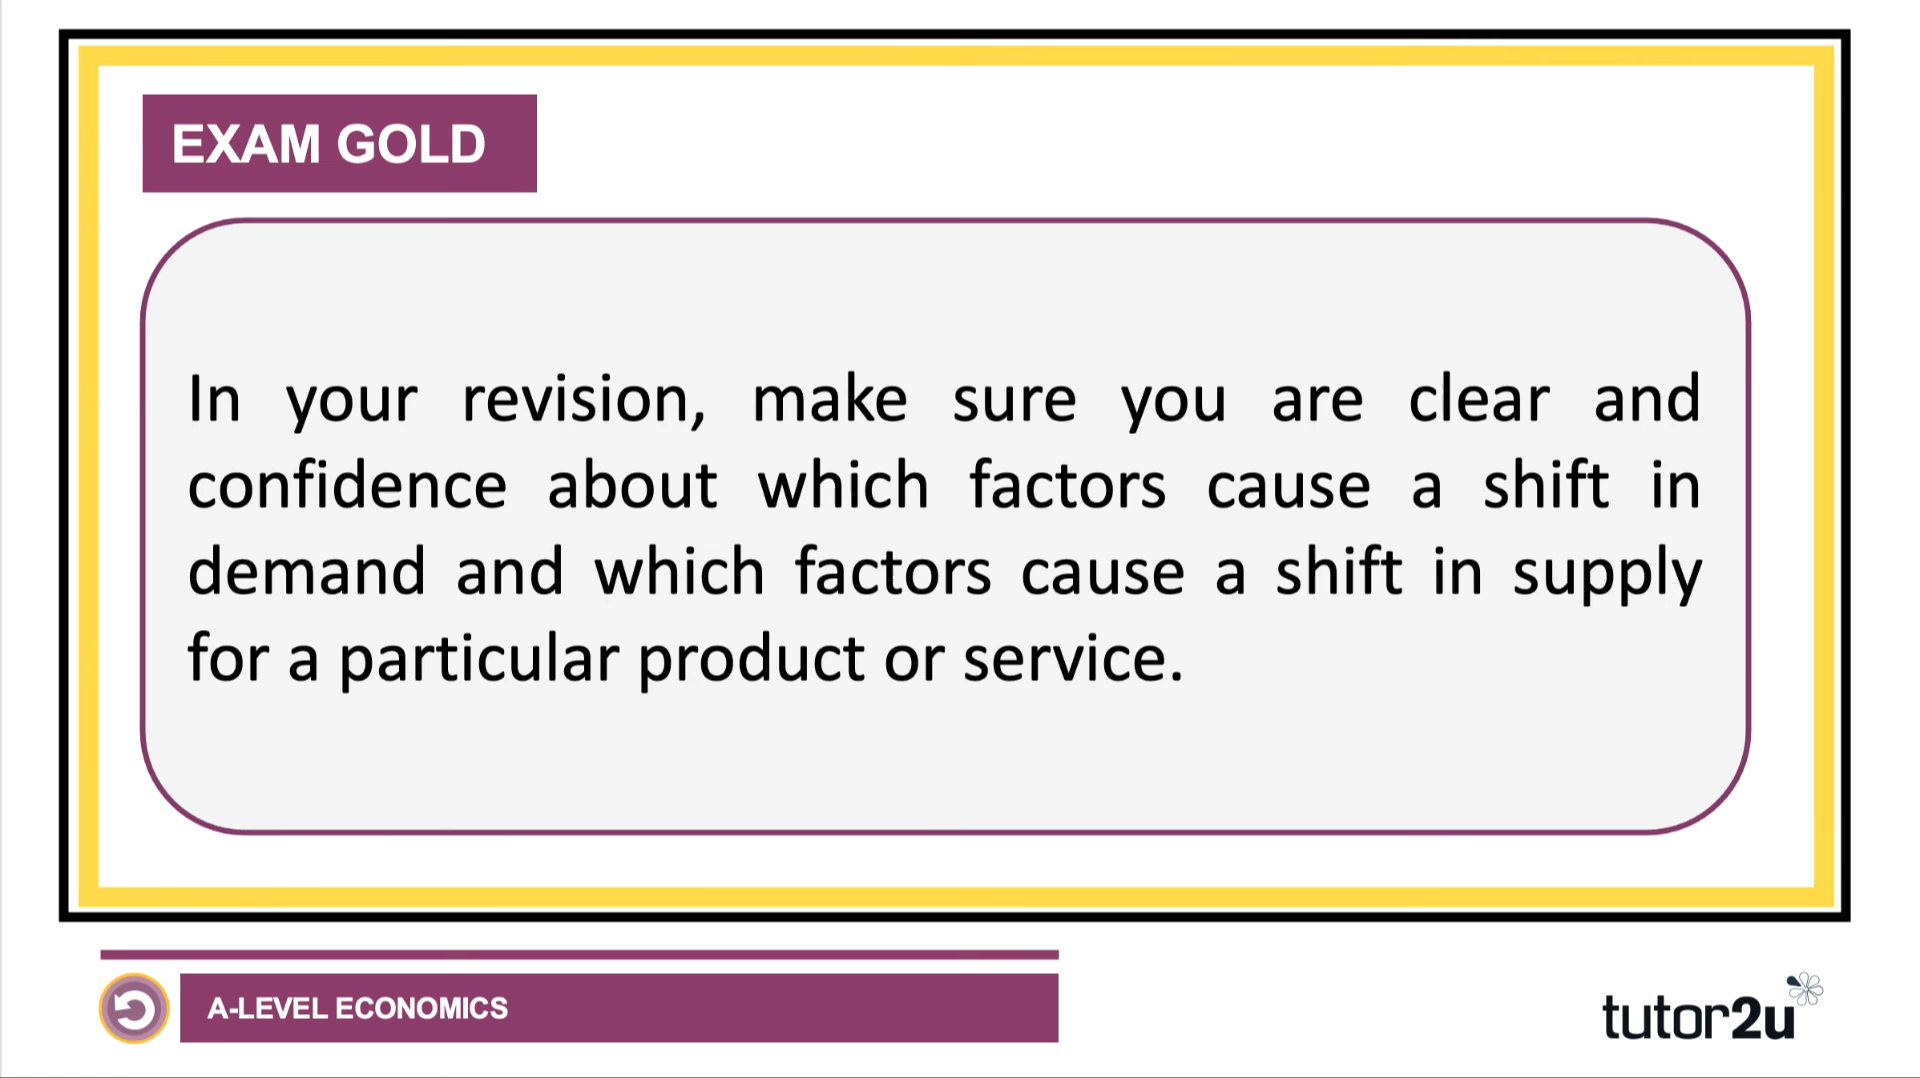 EXAM GOLD
In your revision, make sure you are clear and
confidence about which factors cause a shift in
demand and which factors cause a shift in supply
for a particular product or service.
A-LEVEL ECONOMICS
tutor2u